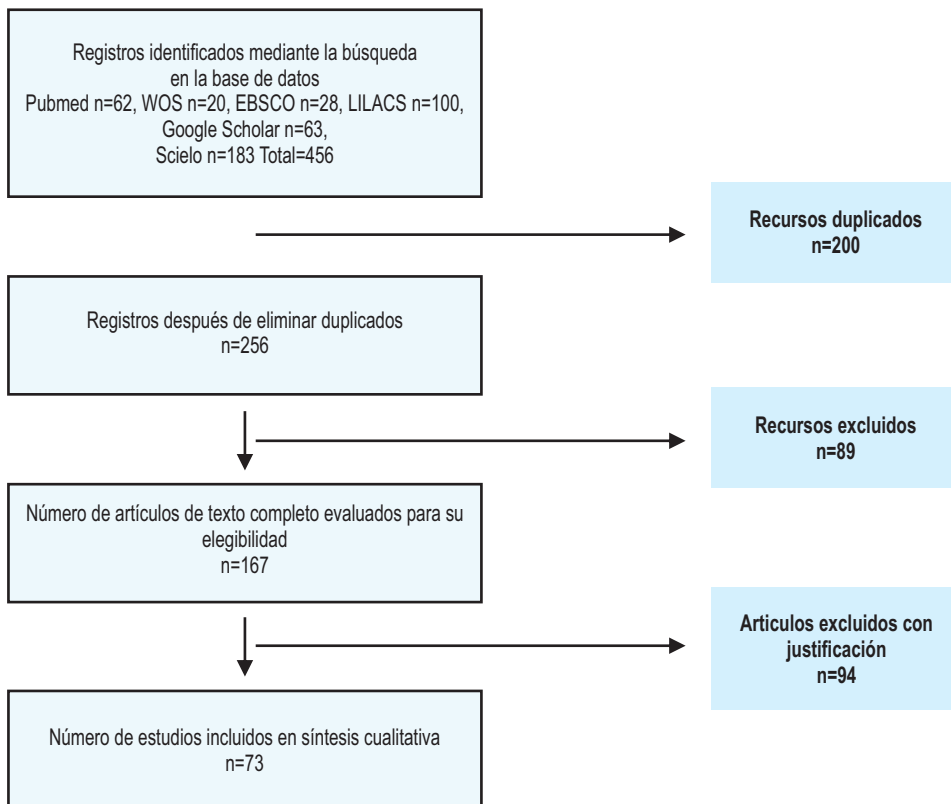 Registros identificados mediante la búsqueda
en la base de datos
Pubmed n=62, WOS n=20, EBSCO n=28, LILACS n=100,
Google Scholar n=63,
Scielo n=183 Total=456
Recursos duplicados
n=200
Registros después de eliminar duplicados
n=256
Recursos excluidos
n=89
Número de artículos de texto completo evaluados para su
elegibilidad
n=167
Articulos excluidos con
justificación
n=94
Número de estudios incluidos en síntesis cualitativa
n=73